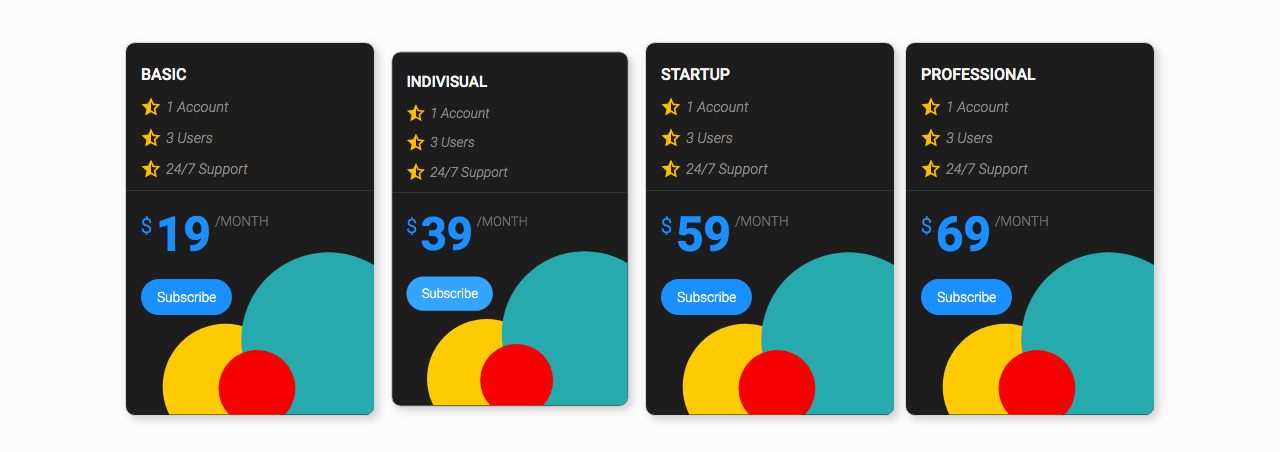 BASIC
1 Account
3 Users
24/7 Support
$ 19 /MONTH
Subscribe
INDIVISUAL
1 Account
3 Users
24/7 Support
$ 39 /MONTH
Subscribe
STARTUP
1 Account
3 Users
24/7 Support
$ 59 /MONTH
Subscribe
PROFESSIONAL
1 Account
3 Users
24/7 Support
$ 69 /MONTH
Subscribe